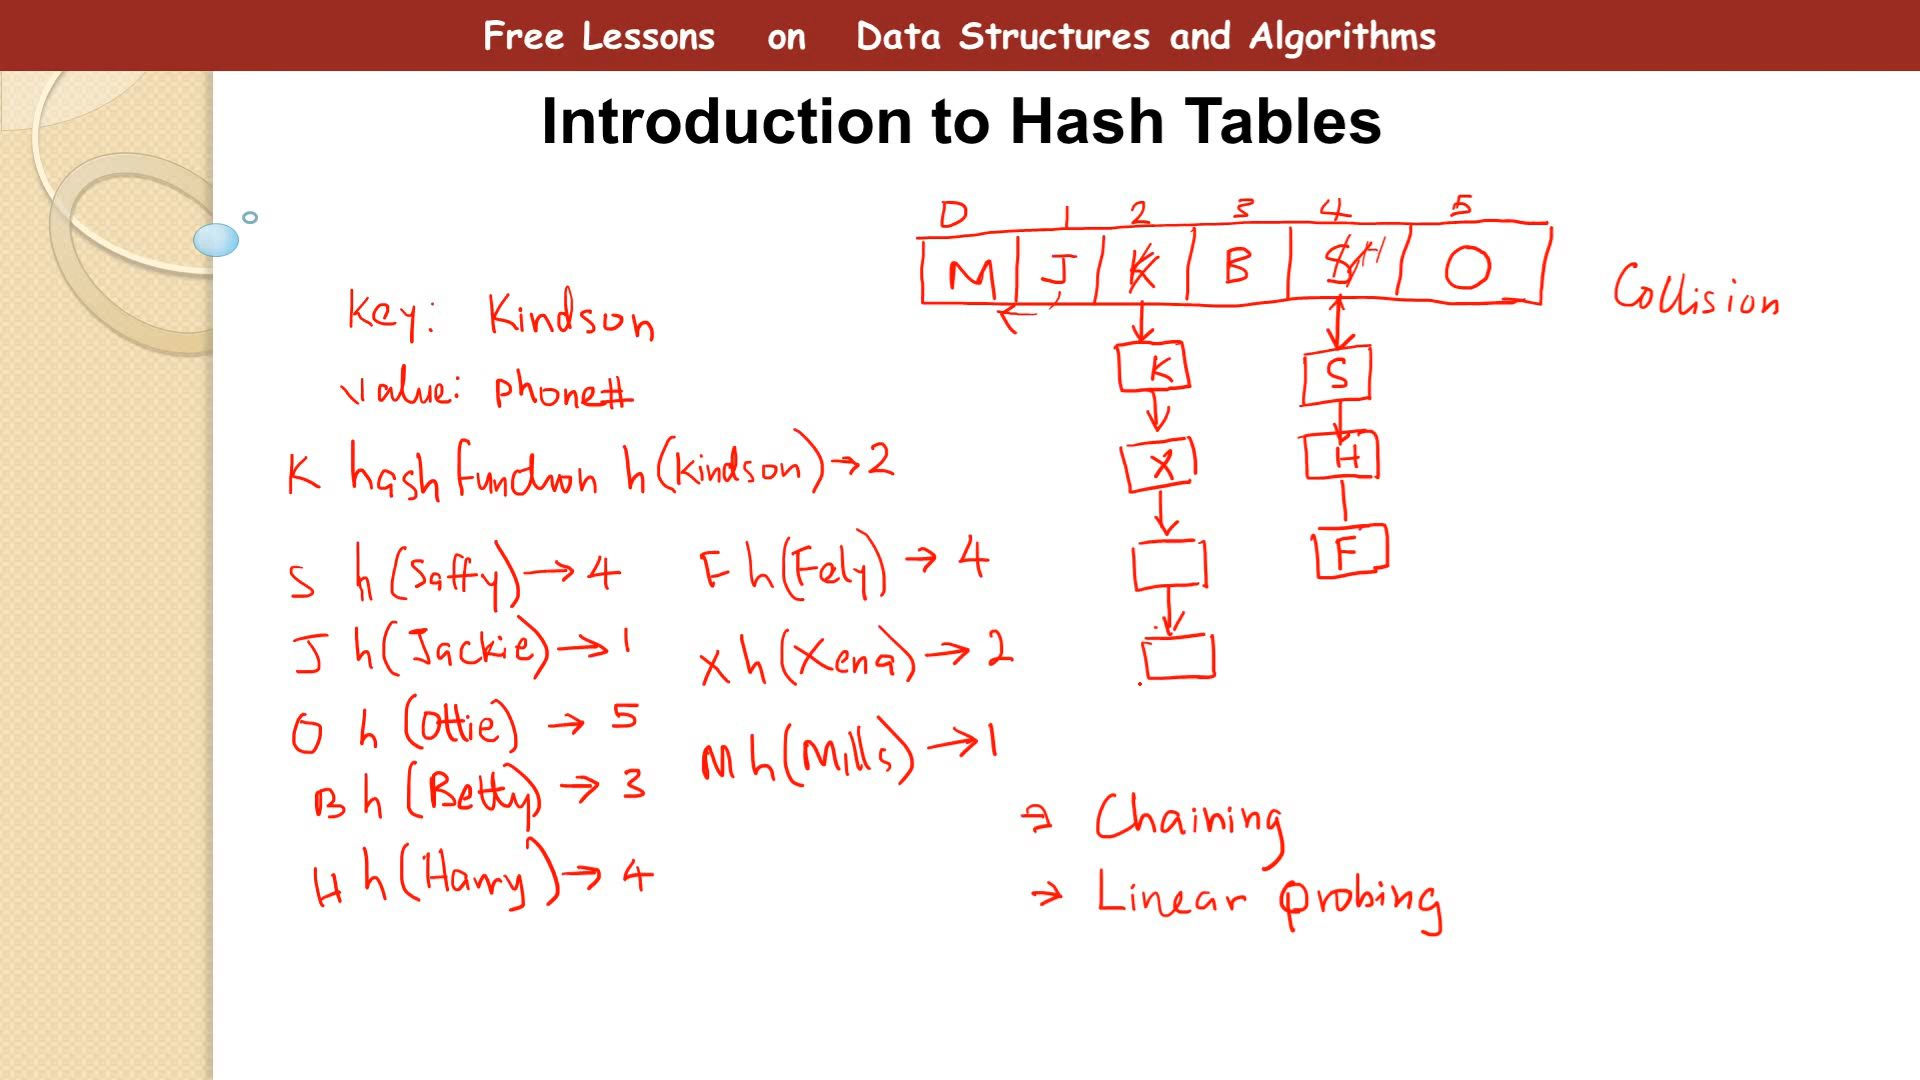 Free Lessons on Data Structures and Algorithms
Introduction to Hash Tables
0 1 2 3 4 5
M J K B S H O
Collision
Key: Kindson
Value: phone#
K hash function h(Kindson) → 2
S h(Saffy) → 4
J h(Jackie) → 1
O h(Ottie) → 5
B h(Betty) → 3
H h(Harry) → 4
F h(Fely) → 4
X h(Xena) → 2
M h(Mills) → 1
K
X
S
H
F
→ Chaining
→ Linear probing